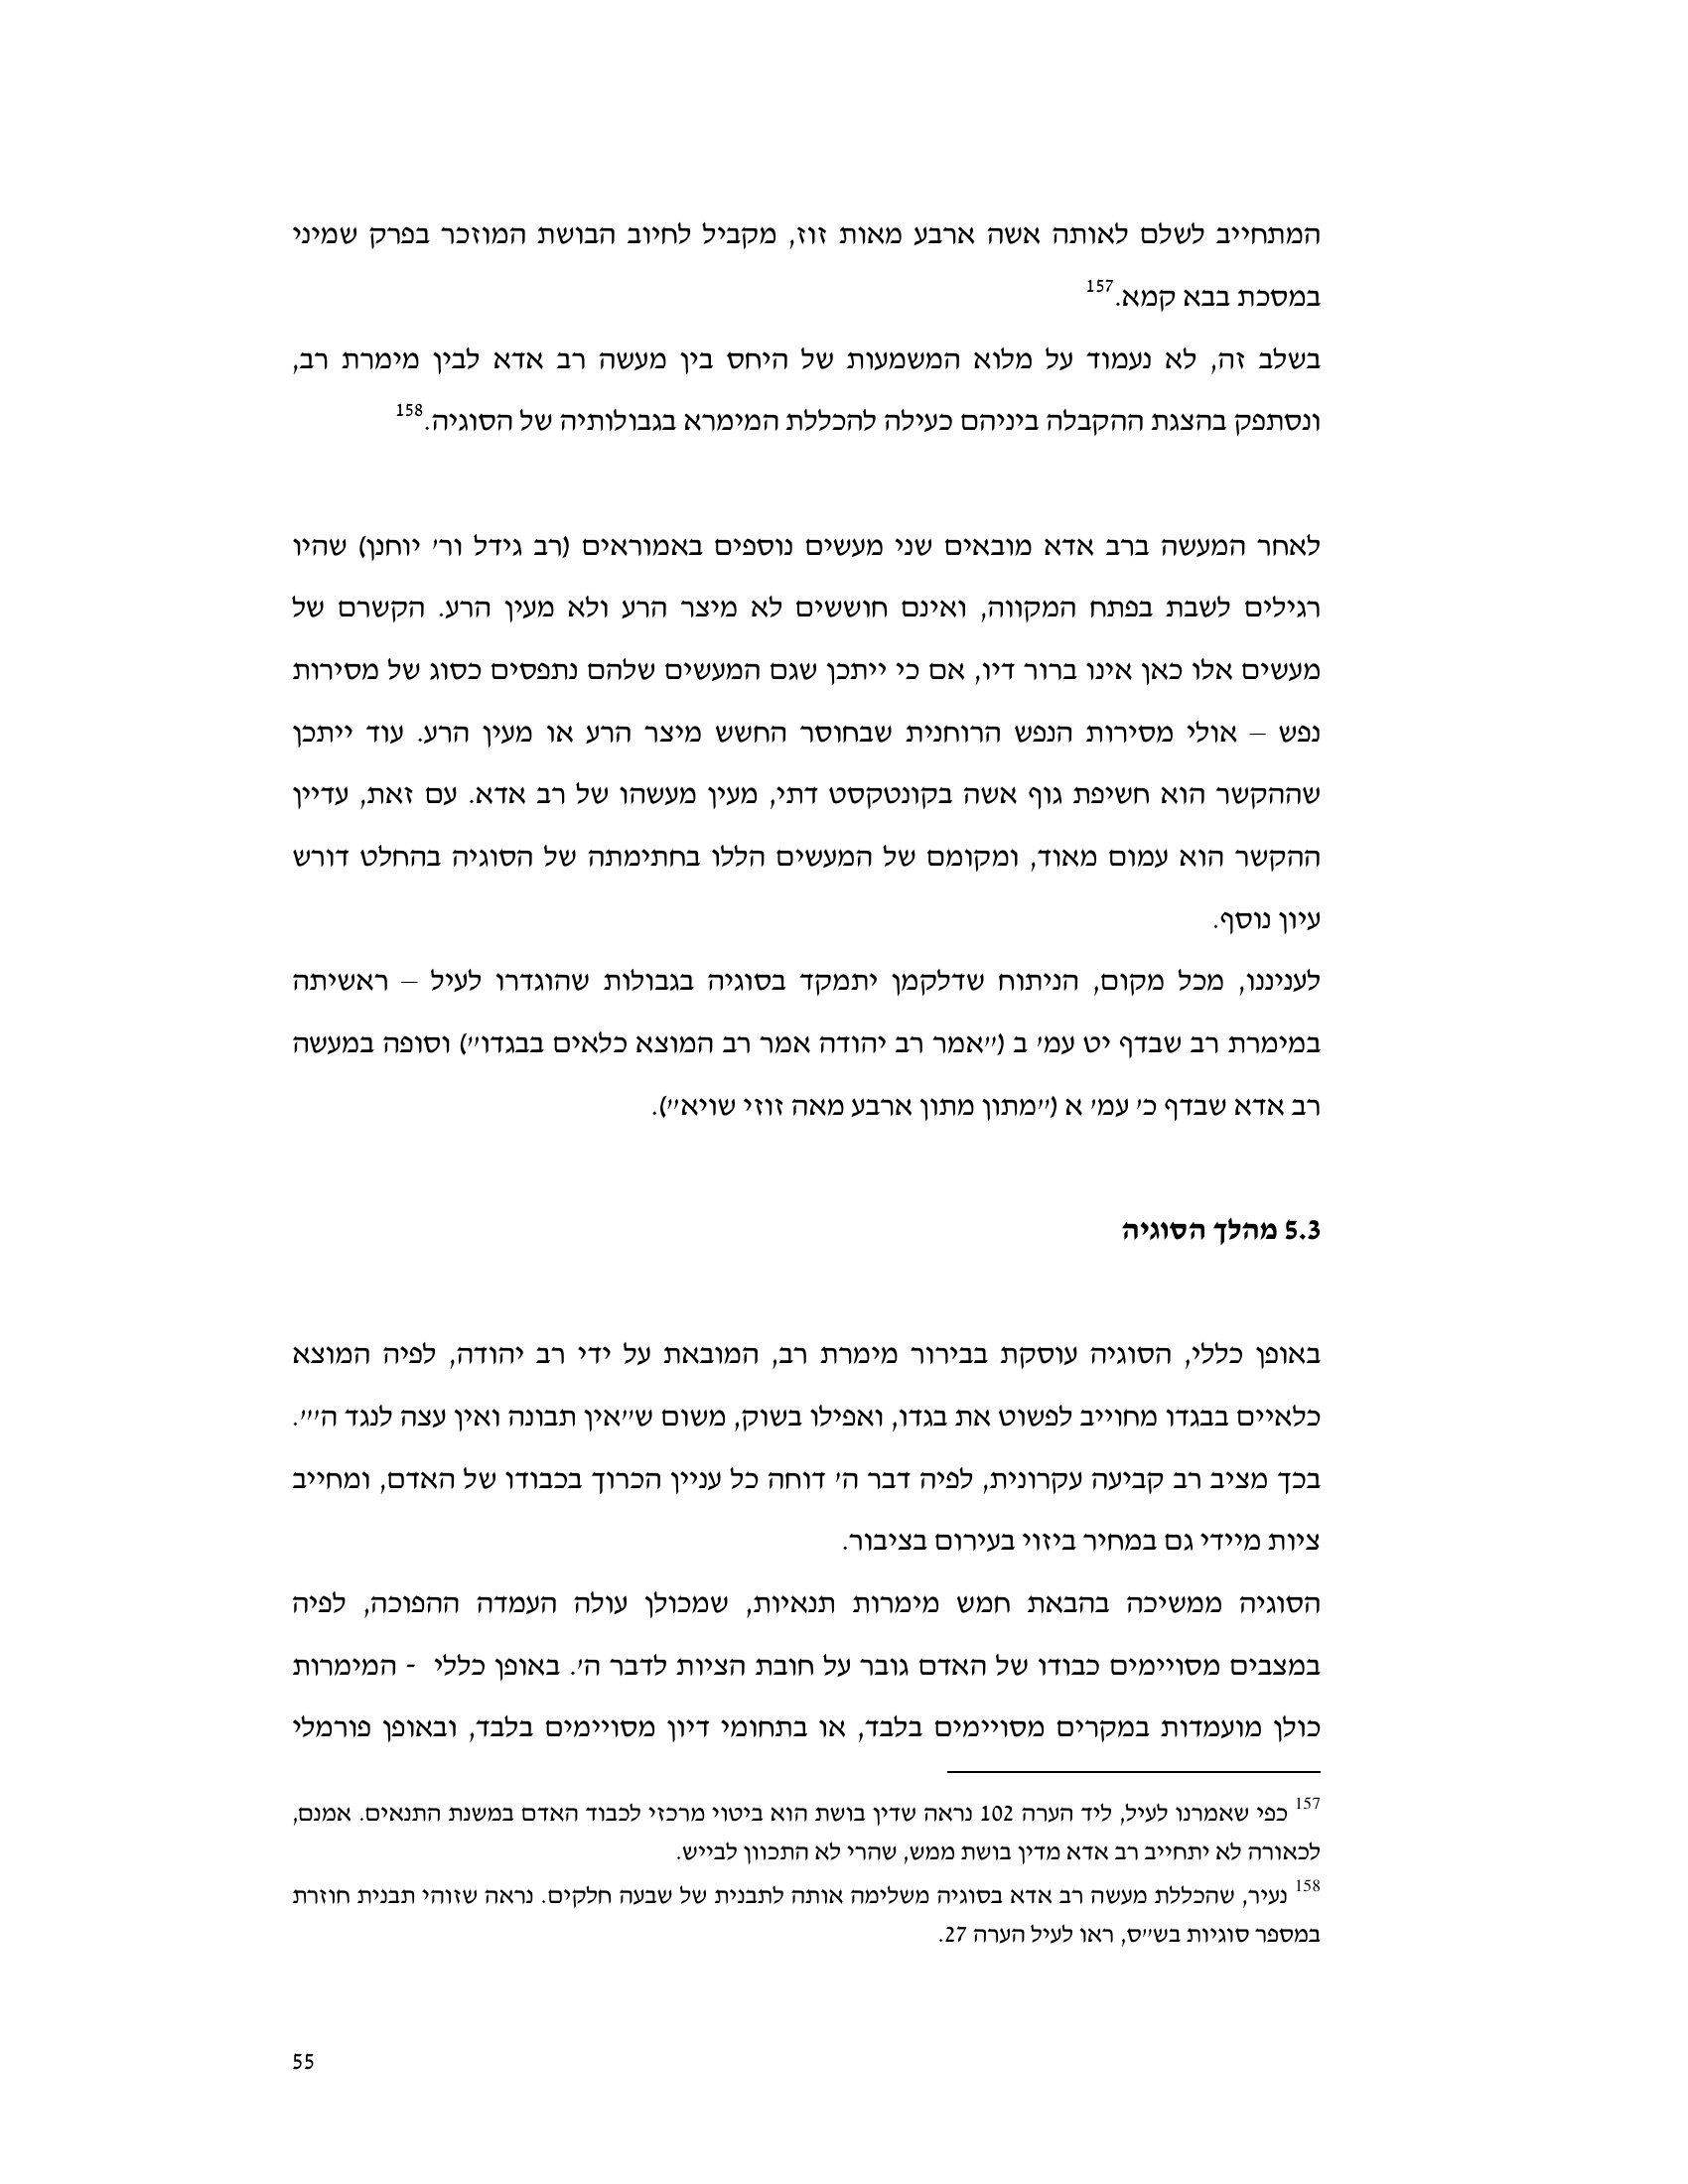 המתחייב לשלם לאותה אשה ארבע מאות זוז, מקביל לחיוב הבושת המוזכר בפרק שמיני
במסכת בבא קמא.157
בשלב זה, לא נעמוד על מלוא המשמעות של היחס בין מעשה רב אדא לבין מימרת רב,
ונסתפק בהצגת ההקבלה ביניהם כעילה להכללת המימרא בגבולותיה של הסוגיה.158
לאחר המעשה ברב אדא מובאים שני מעשים נוספים באמוראים (רב גידל ור׳ יוחנן) שהיו
רגילים לשבת בפתח המקווה, ואינם חוששים לא מיצר הרע ולא מעין הרע. הקשרם של
מעשים אלו כאן אינו ברור דיו, אם כי ייתכן שגם המעשים שלהם נתפסים כסוג של מסירות
נפש – אולי מסירות הנפש הרוחנית שבחוסר החשש מיצר הרע או מעין הרע. עוד ייתכן
שההקשר הוא חשיפת גוף אשה בקונטקסט דתי, מעין מעשהו של רב אדא. עם זאת, עדיין
ההקשר הוא עמום מאוד, ומקומם של המעשים הללו בחתימתה של הסוגיה בהחלט דורש
עיון נוסף.
לעניננו, מכל מקום, הניתוח שדלקמן יתמקד בסוגיה בגבולות שהוגדרו לעיל – ראשיתה
במימרת רב שבדף יט עמ׳ ב (״אמר רב יהודה אמר רב המוצא כלאים בבגדו״) וסופה במעשה
רב אדא שבדף כ׳ עמ׳ א (״מתון מתון ארבע מאה זוזי שויא״).
5.3 מהלך הסוגיה
באופן כללי, הסוגיה עוסקת בבירור מימרת רב, המובאת על ידי רב יהודה, לפיה המוצא
כלאיים בבגדו מחוייב לפשוט את בגדו, ואפילו בשוק, משום ש״אין תבונה ואין עצה לנגד ה׳״.
בכך מציב רב קביעה עקרונית, לפיה דבר ה׳ דוחה כל עניין הכרוך בכבודו של האדם, ומחייב
ציות מיידי גם במחיר ביזוי בעירום בציבור.
הסוגיה ממשיכה בהבאת חמש מימרות תנאיות, שמכולן עולה העמדה ההפוכה, לפיה
במצבים מסויימים כבודו של האדם גובר על חובת הציות לדבר ה׳. באופן כללי - המימרות
כולן מועמדות במקרים מסויימים בלבד, או בתחומי דיון מסויימים בלבד, ובאופן פורמלי
157 כפי שאמרנו לעיל, ליד הערה 102 נראה שדין בושת הוא ביטוי מרכזי לכבוד האדם במשנת התנאים. אמנם,
לכאורה לא יתחייב רב אדא מדין בושת ממש, שהרי לא התכוון לבייש.
158 נעיר, שהכללת מעשה רב אדא בסוגיה משלימה אותה לתבנית של שבעה חלקים. נראה שזוהי תבנית חוזרת
במספר סוגיות בש״ס, ראו לעיל הערה 27.
55